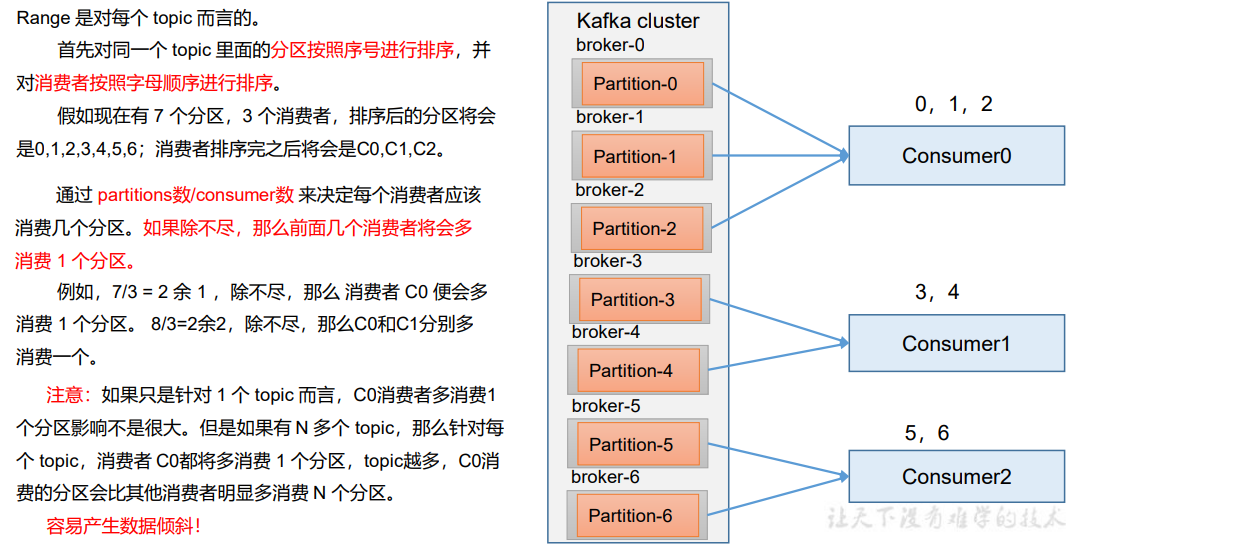 Range 是对每个 topic 而言的。
首先对同一个 topic 里面的分区按照序号进行排序，并
对消费者按照字母顺序进行排序。
假如现在有 7 个分区，3 个消费者，排序后的分区将会
是0,1,2,3,4,5,6；消费者排序完之后将会是C0,C1,C2。
通过 partitions数/consumer数 来决定每个消费者应该
消费几个分区。如果除不尽，那么前面几个消费者将会多
消费 1 个分区。
例如，7/3 = 2 余 1 ，除不尽，那么 消费者 C0 便会多
消费 1 个分区。 8/3=2余2，除不尽，那么C0和C1分别多
消费一个。
注意：如果只是针对 1 个 topic 而言，C0消费者多消费1
个分区影响不是很大。但是如果有 N 多个 topic，那么针对每
个 topic，消费者 C0都将多消费 1 个分区，topic越多，C0消
费的分区会比其他消费者明显多消费 N 个分区。
容易产生数据倾斜！
Kafka cluster
broker-0
Partition-0
broker-1
Partition-1
broker-2
Partition-2
broker-3
Partition-3
broker-4
Partition-4
broker-5
Partition-5
broker-6
Partition-6
0，1，2
Consumer0
3，4
Consumer1
5，6
Consumer2
让天下没有难学的技术